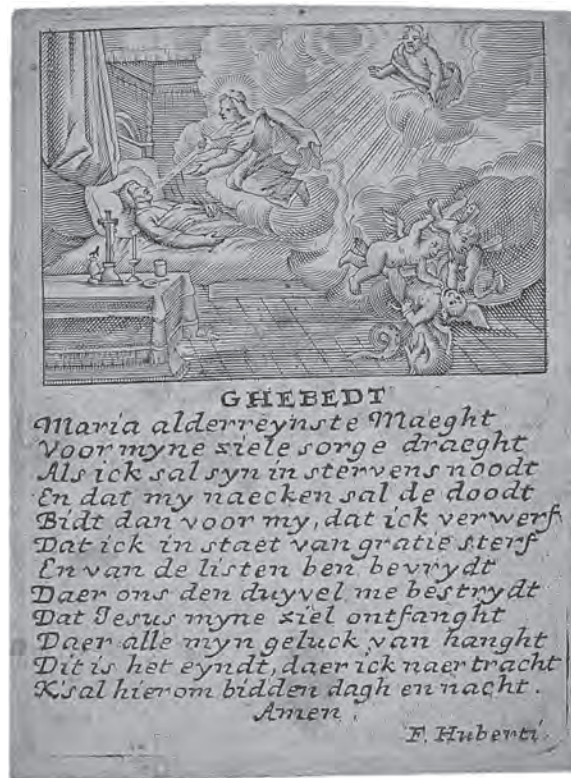 GHEBEDT
Maria alderreynste Maeght
Voor myne ziele sorge draeght
Als ick sal syn in stervens noodt
En dat my naecken sal de doodt
Bidt dan voor my, dat ick verwerf
Dat ick in staet van gratie sterf
En van de listen ben bevrydt
Daer ons den duyvel me bestrydt
Dat Jesus myne ziel ontfanght
Daer alle myn geluck van hanght
Dit is het eyndt, daer ick naer tracht
K'sal hierom bidden dagh en nacht.
Amen.
F. Huberti.